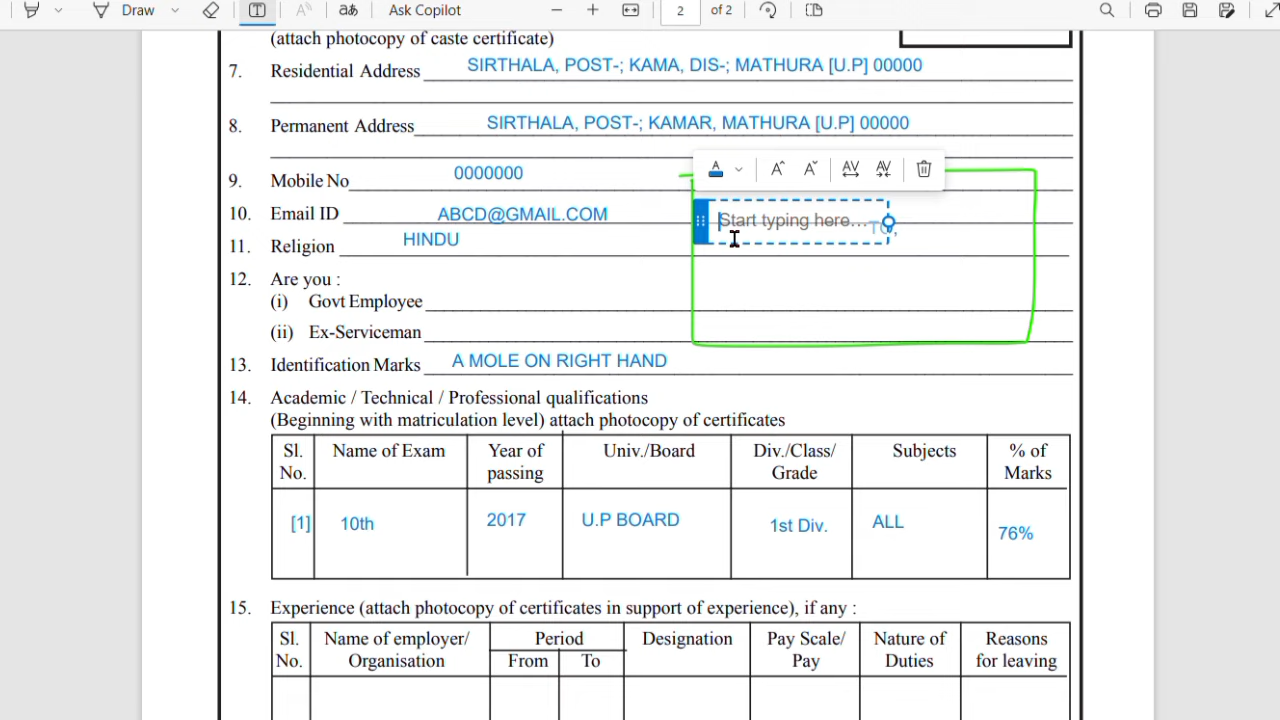 Draw Ask Copilot 2 of 2
(attach photocopy of caste certificate)
7. Residential Address SIRTHALA, POST-; KAMA, DIS-; MATHURA [U.P] 00000
8. Permanent Address SIRTHALA, POST-; KAMAR, MATHURA [U.P] 00000
9. Mobile No 0000000
10. Email ID ABCD@GMAIL.COM Start typing here... TO,
11. Religion HINDU
12. Are you :
(i) Govt Employee
(ii) Ex-Serviceman
13. Identification Marks A MOLE ON RIGHT HAND
14. Academic / Technical / Professional qualifications
(Beginning with matriculation level) attach photocopy of certificates
Sl. Name of Exam Year of Univ./Board Div./Class/ Subjects % of
No. passing Grade Marks
[1] 10th 2017 U.P BOARD 1st Div. ALL 76%
15. Experience (attach photocopy of certificates in support of experience), if any :
Sl. Name of employer/ Period Designation Pay Scale/ Nature of Reasons
No. Organisation From To Pay Duties for leaving